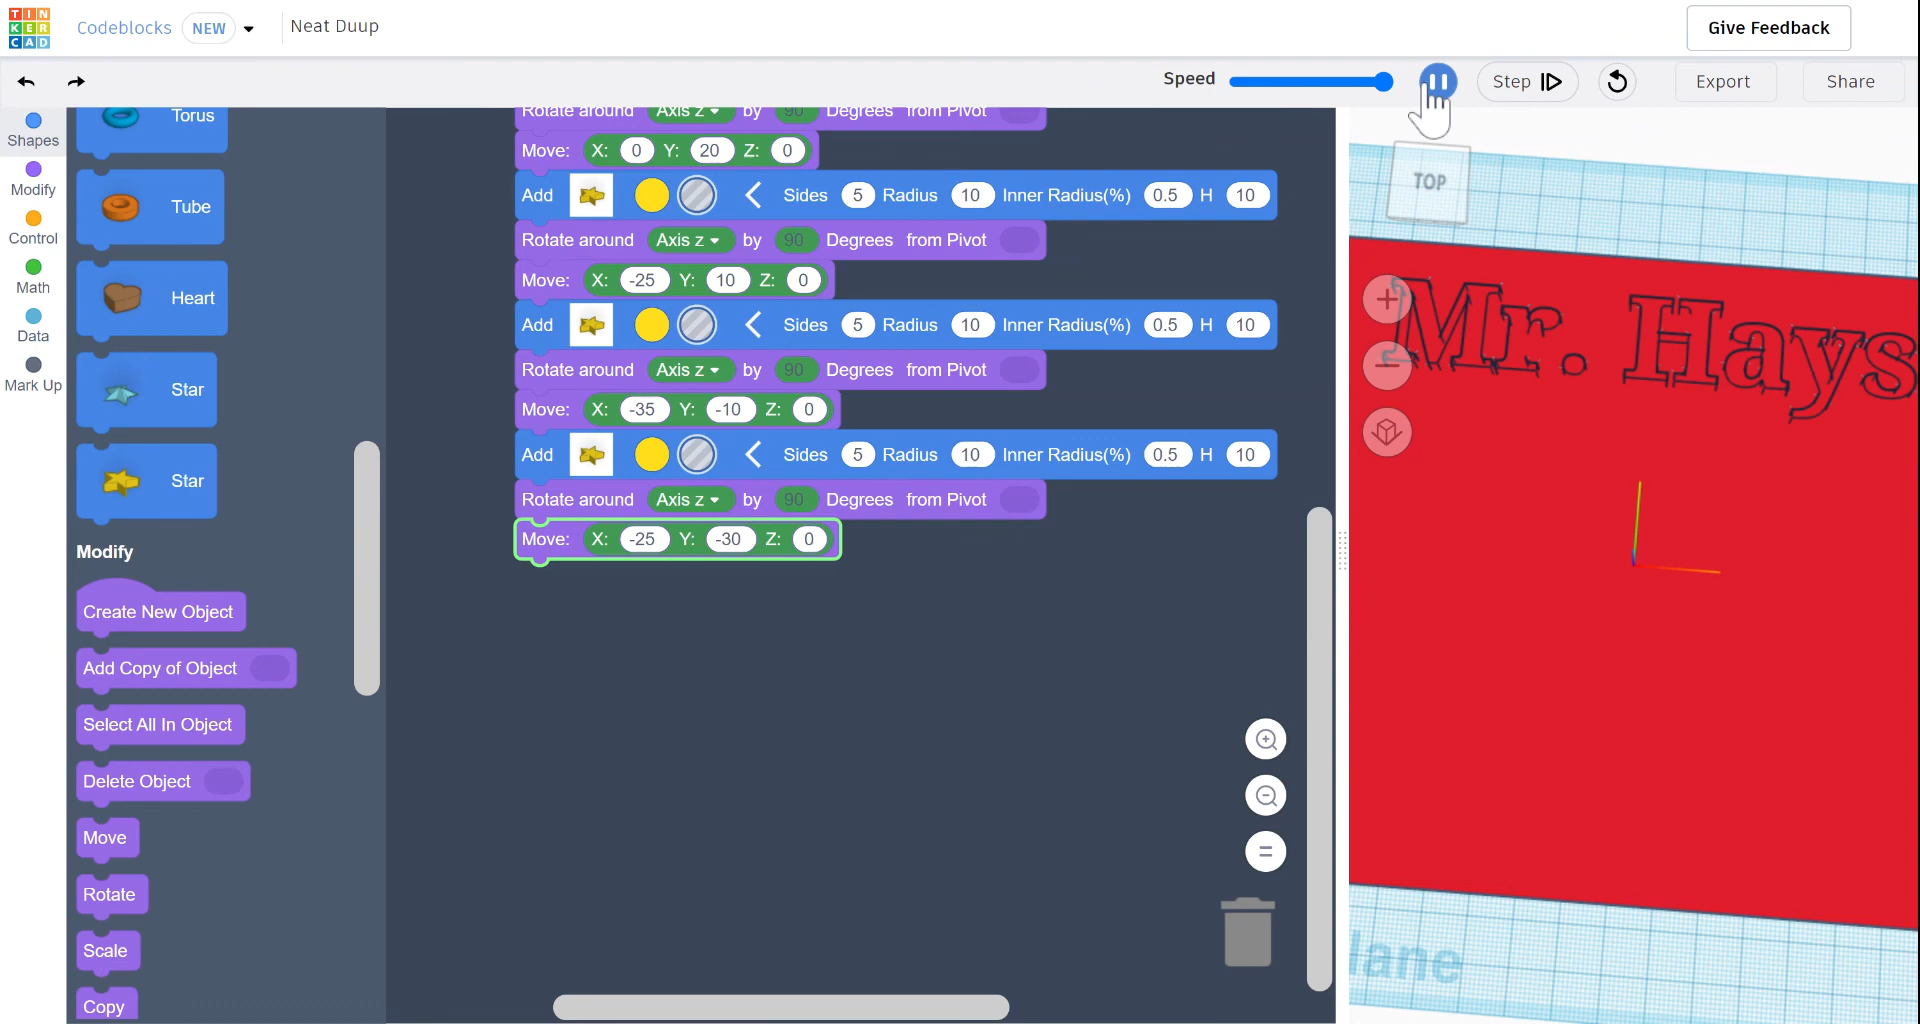 TIN
KER
CAD
Codeblocks NEW
Neat Duup
Give Feedback
Speed
Step
Export
Share
Shapes
Modify
Control
Math
Data
Mark Up
Torus
Tube
Heart
Star
Star
Modify
Create New Object
Add Copy of Object
Select All In Object
Delete Object
Move
Rotate
Scale
Copy
Rotate around Axis z by 90 Degrees from Pivot
Move: X: 0 Y: 20 Z: 0
Add Sides 5 Radius 10 Inner Radius(%) 0.5 H 10
Rotate around Axis z by 90 Degrees from Pivot
Move: X: -25 Y: 10 Z: 0
Add Sides 5 Radius 10 Inner Radius(%) 0.5 H 10
Rotate around Axis z by 90 Degrees from Pivot
Move: X: -35 Y: -10 Z: 0
Add Sides 5 Radius 10 Inner Radius(%) 0.5 H 10
Rotate around Axis z by 90 Degrees from Pivot
Move: X: -25 Y: -30 Z: 0
TOP
Mr. Hays
lane